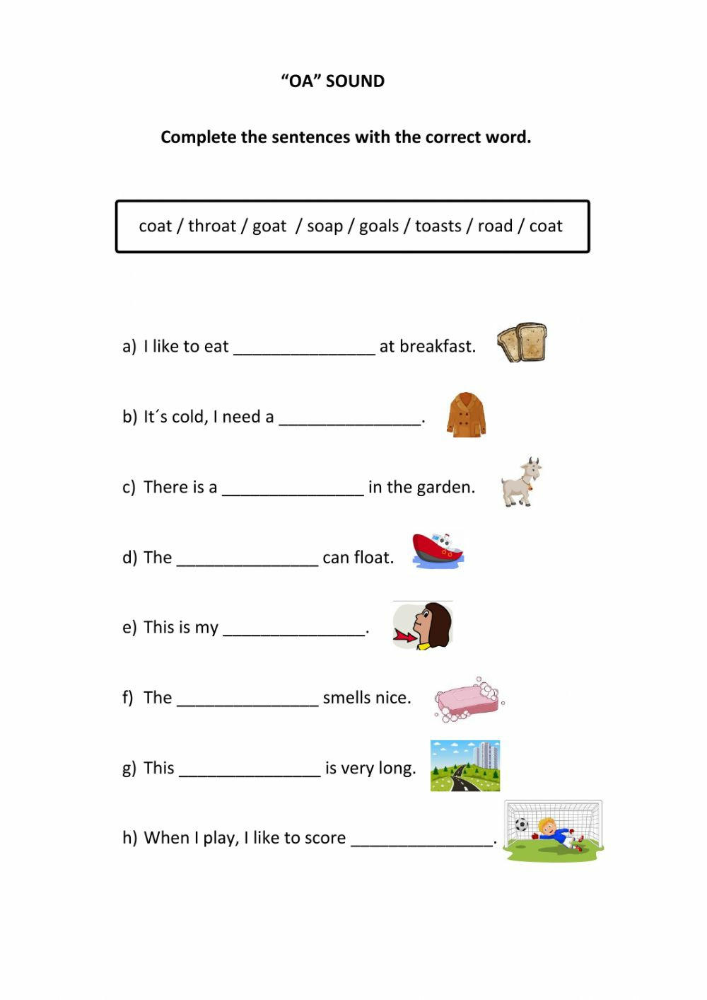 “OA” SOUND
Complete the sentences with the correct word.
coat / throat / goat / soap / goals / toasts / road / coat
a) I like to eat _______________ at breakfast.
b) It´s cold, I need a _______________.
c) There is a _______________ in the garden.
d) The _______________ can float.
e) This is my _______________.
f) The _______________ smells nice.
g) This _______________ is very long.
h) When I play, I like to score _______________.